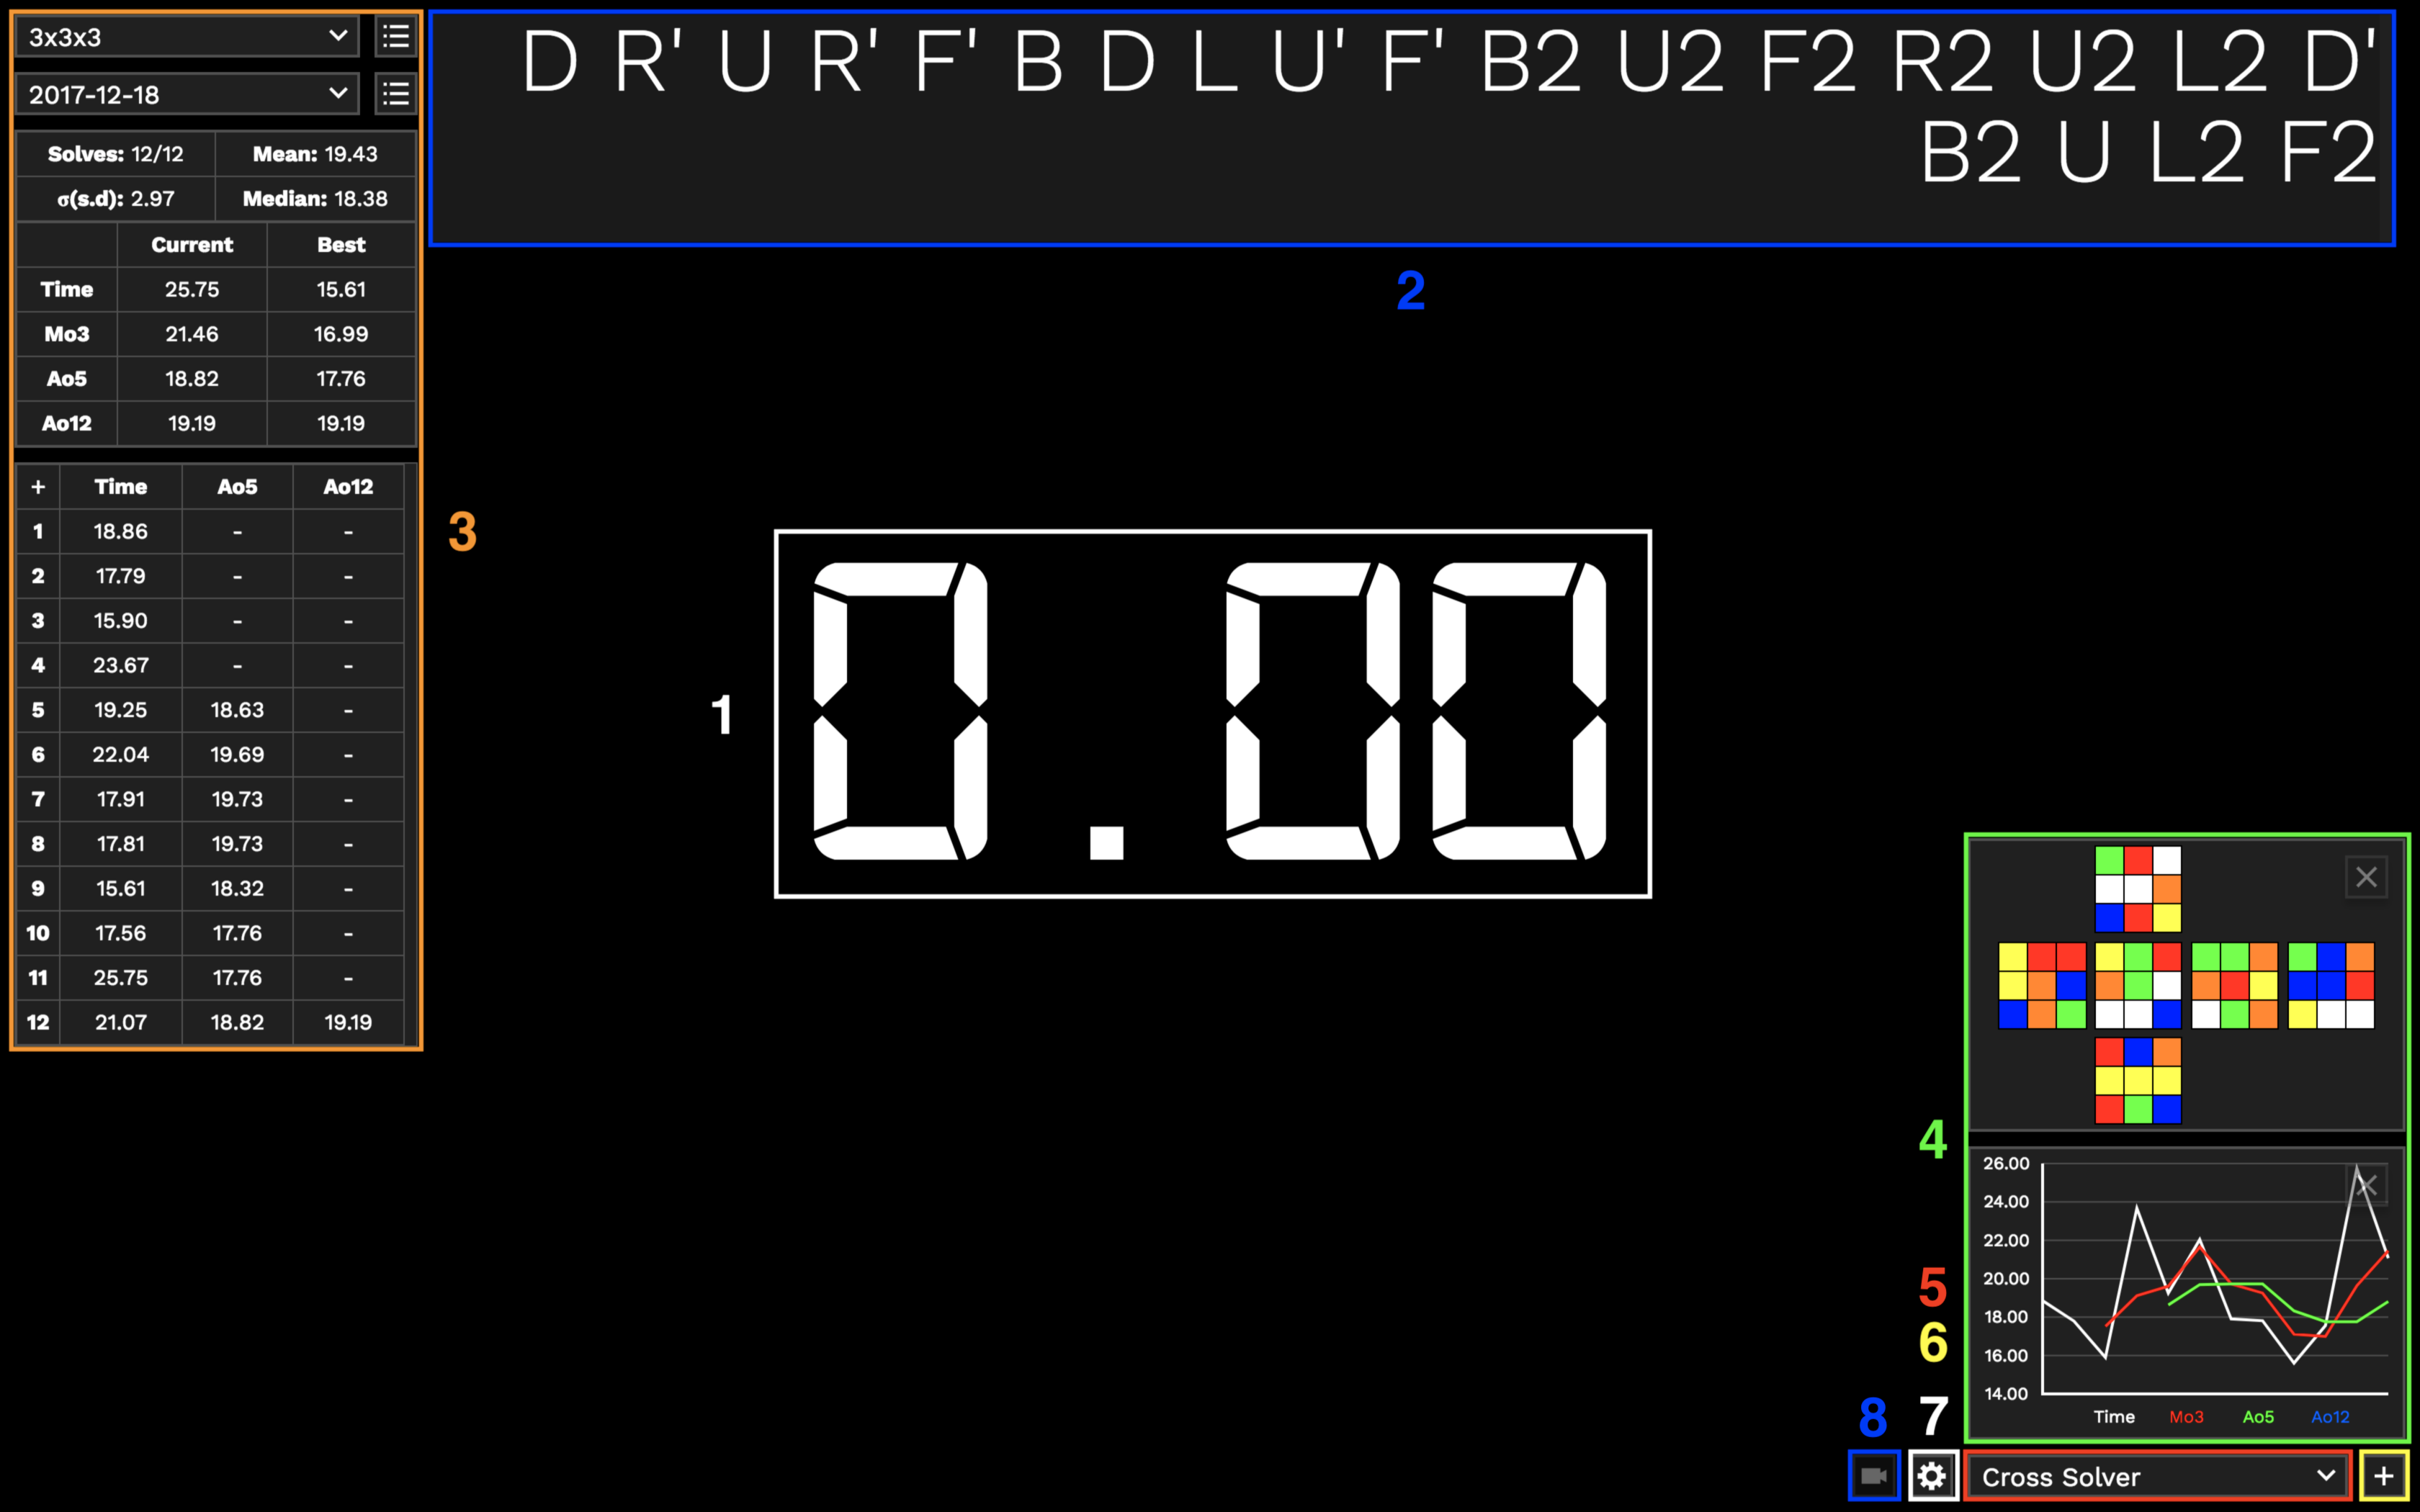 3x3x3
2017-12-18
Solves: 12/12 Mean: 19.43
σ(s.d): 2.97 Median: 18.38
Current Best
Time 25.75 15.61
Mo3 21.46 16.99
Ao5 18.82 17.76
Ao12 19.19 19.19
+ Time Ao5 Ao12
1 18.86 - -
2 17.79 - -
3 15.90 - -
4 23.67 - -
5 19.25 18.63 -
6 22.04 19.69 -
7 17.91 19.73 -
8 17.81 19.73 -
9 15.61 18.32 -
10 17.56 17.76 -
11 25.75 17.76 -
12 21.07 18.82 19.19
3
D R' U R' F' B D L U' F' B2 U2 F2 R2 U2 L2 D'
B2 U L2 F2
2
1
0.00
4
26.00
24.00
22.00
20.00
18.00
16.00
14.00
Time Mo3 Ao5 Ao12
5
6
8 7
Cross Solver +